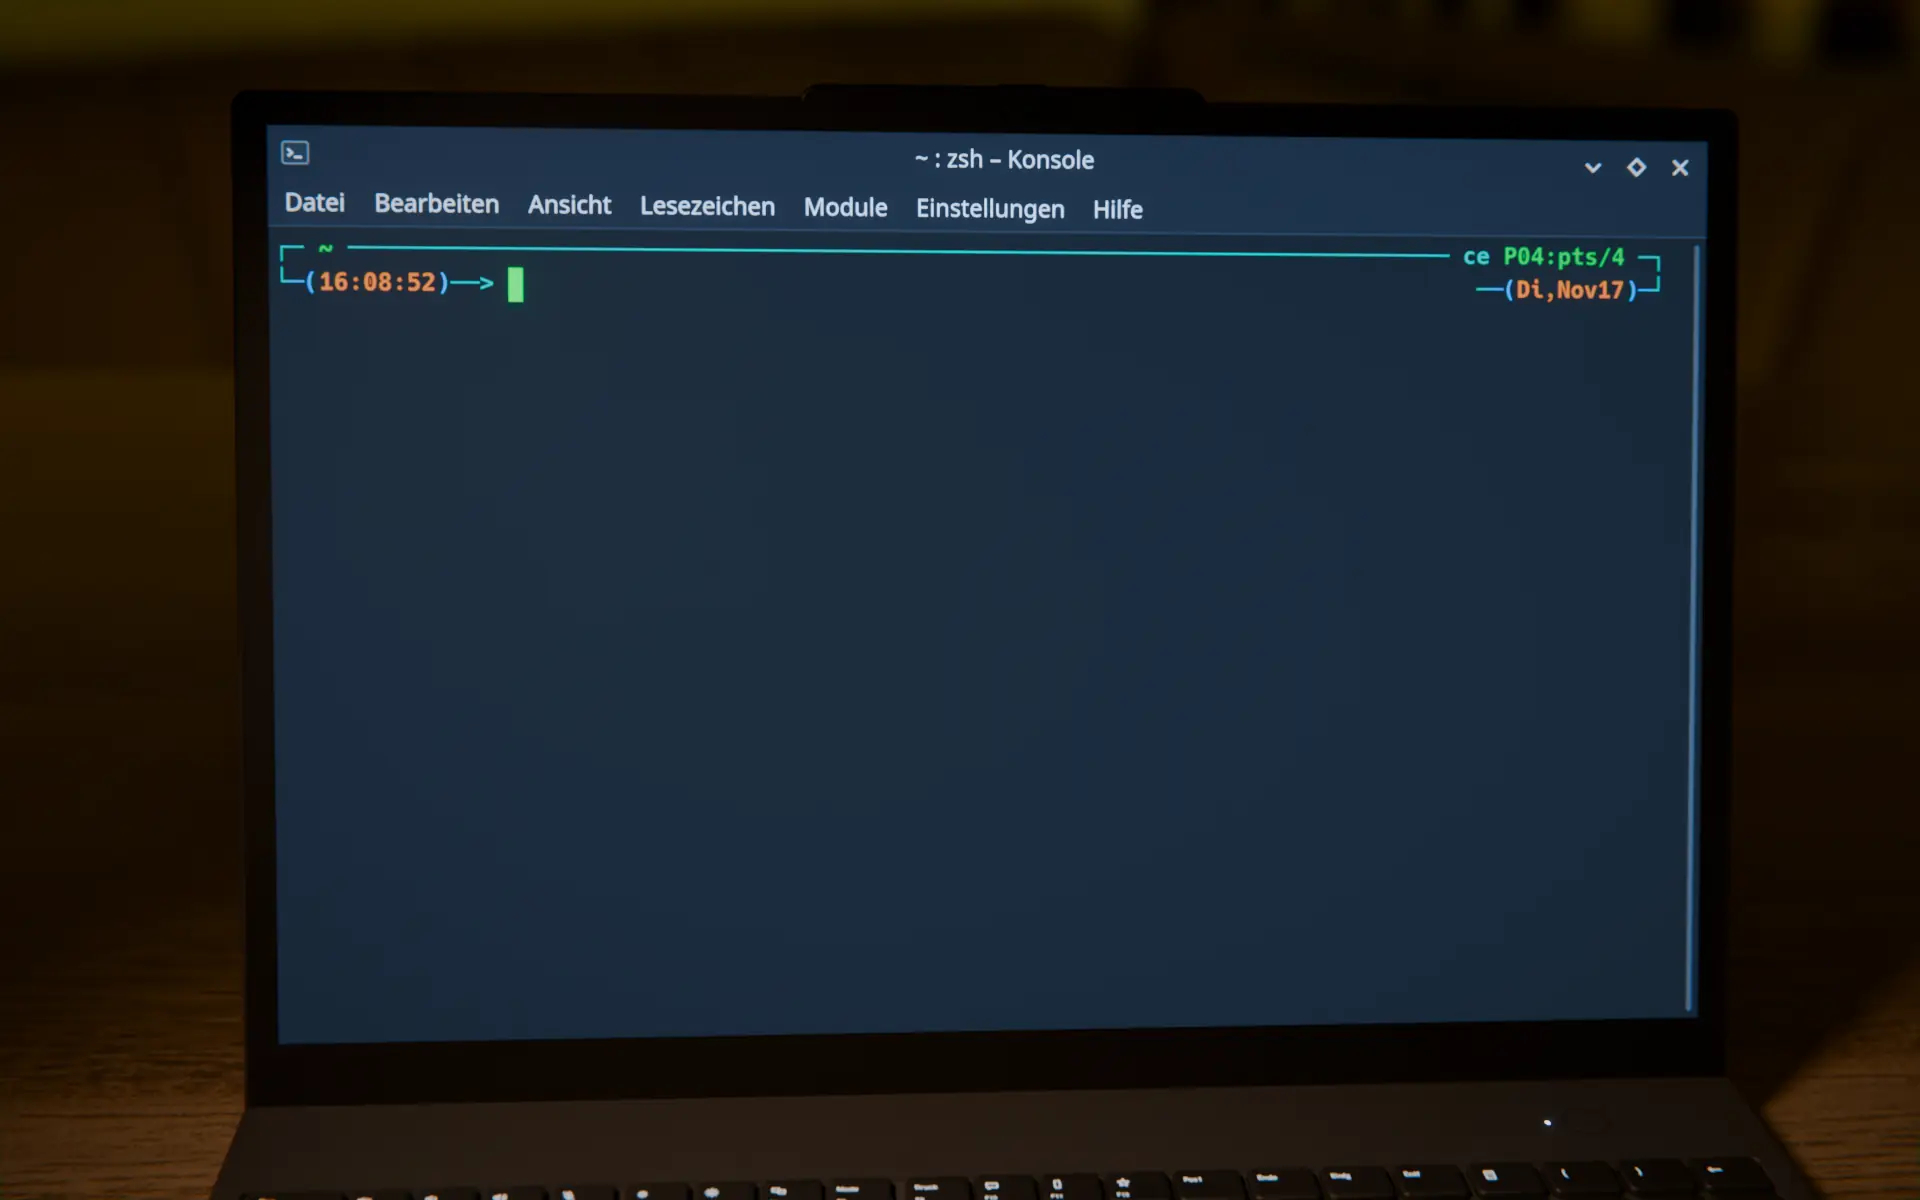 ~ : zsh – Konsole
Datei Bearbeiten Ansicht Lesezeichen Module Einstellungen Hilfe
~ ce P04:pts/4
(16:08:52)──> ─(Di,Nov17)─